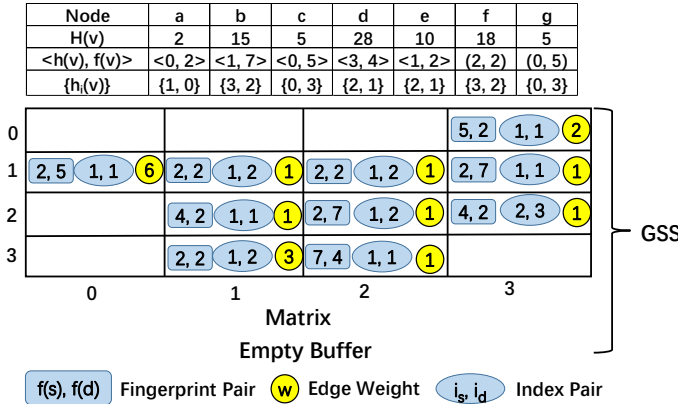 Node a b c d e f g
H(v) 2 15 5 28 10 18 5
<h(v), f(v)> <0, 2> <1, 7> <0, 5> <3, 4> <1, 2> (2, 2) (0, 5)
{hᵢ(v)} {1, 0} {3, 2} {0, 3} {2, 1} {2, 1} {3, 2} {0, 3}
0 5, 2 1, 1 2
1 2, 5 1, 1 6 2, 2 1, 2 1 2, 2 1, 2 1 2, 7 1, 1 1
2 4, 2 1, 1 1 2, 7 1, 2 1 4, 2 2, 3 1
GSS
3 2, 2 1, 2 3 7, 4 1, 1 1
0 1 2 3
Matrix
Empty Buffer
f(s), f(d) Fingerprint Pair w Edge Weight iₛ, i_d Index Pair